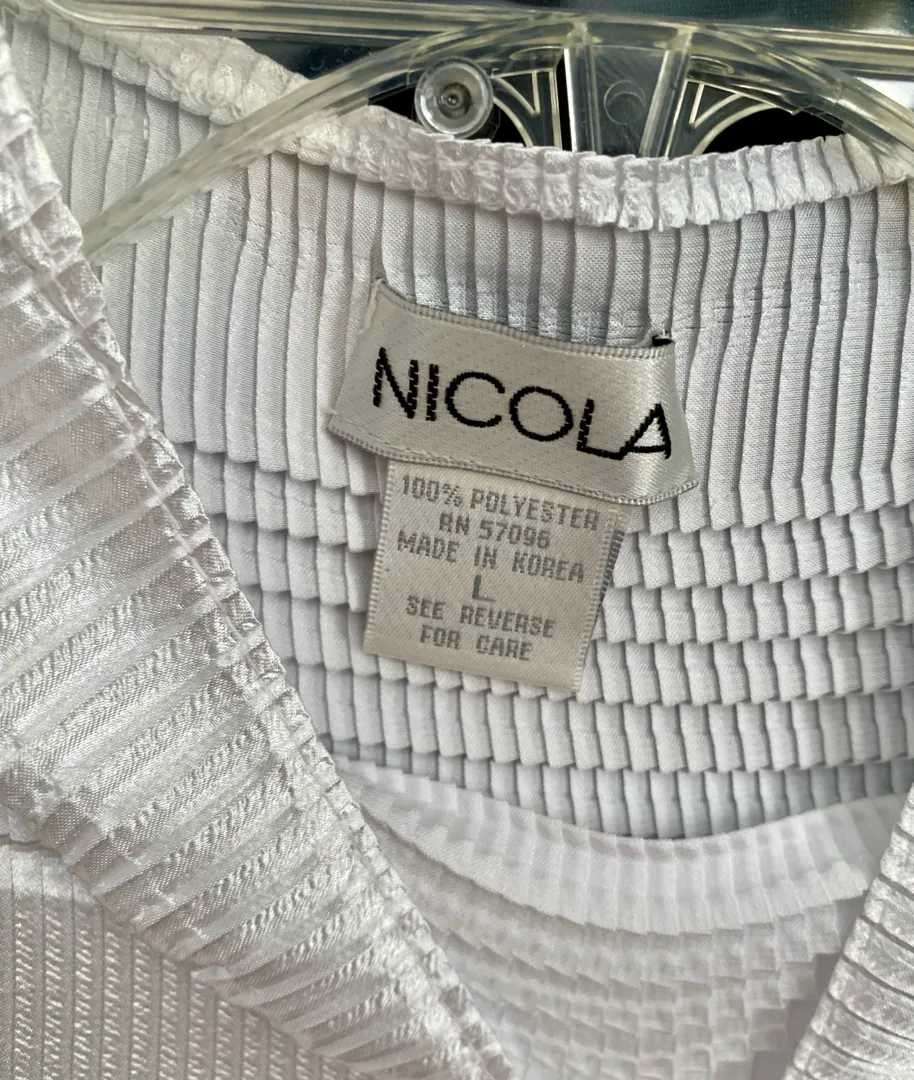 NICOLA
100% POLYESTER
RN 57096
MADE IN KOREA
L
SEE REVERSE
FOR CARE